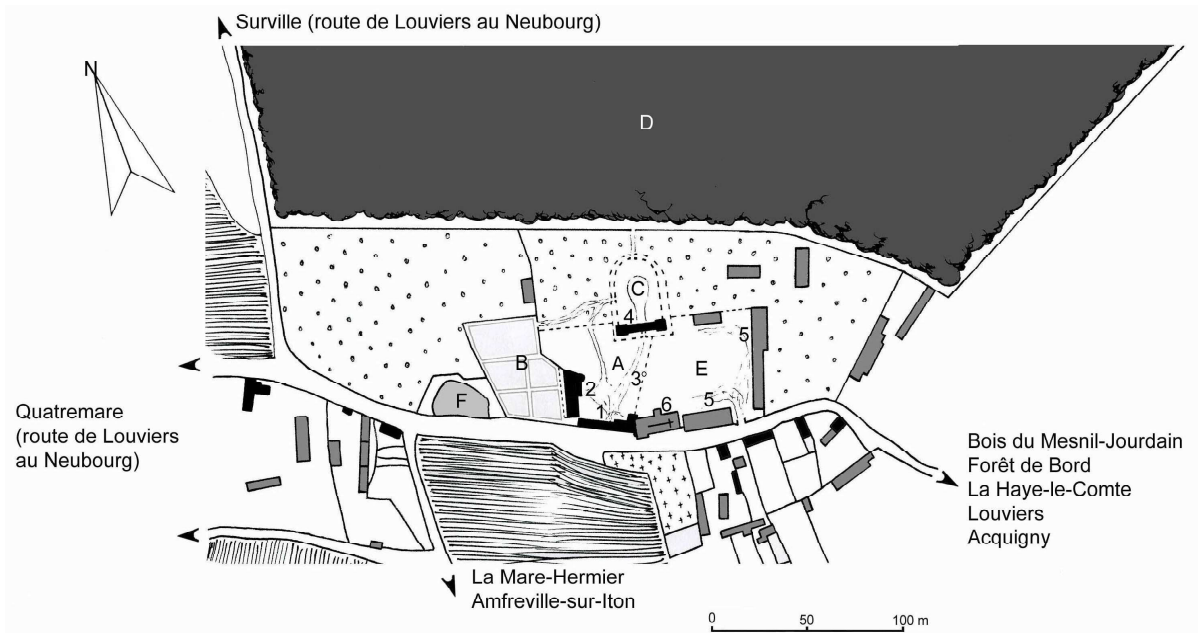 Surville (route de Louviers au Neubourg)
N
D
C
4
A
B
E
5
2
3°
F
1
6
5
Quatremare
(route de Louviers
au Neubourg)
Bois du Mesnil-Jourdain
Forêt de Bord
La Haye-le-Comte
Louviers
Acquigny
La Mare-Hermier
Amfreville-sur-Iton
0 50 100 m